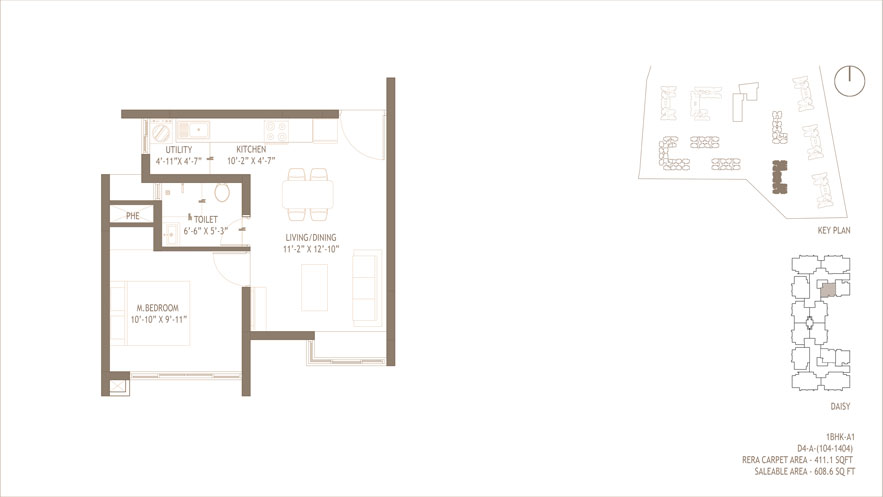 UTILITY
4'-11"X 4'-7"
KITCHEN
10'-2" X 4'-7"
PHE
TOILET
6'-6" X 5'-3"
LIVING/DINING
11'-2" X 12'-10"
M.BEDROOM
10'-10" X 9'-11"
KEY PLAN
DAISY
1BHK-A1
D4-A-(104-1404)
RERA CARPET AREA - 411.1 SQFT
SALEABLE AREA - 608.6 SQ FT